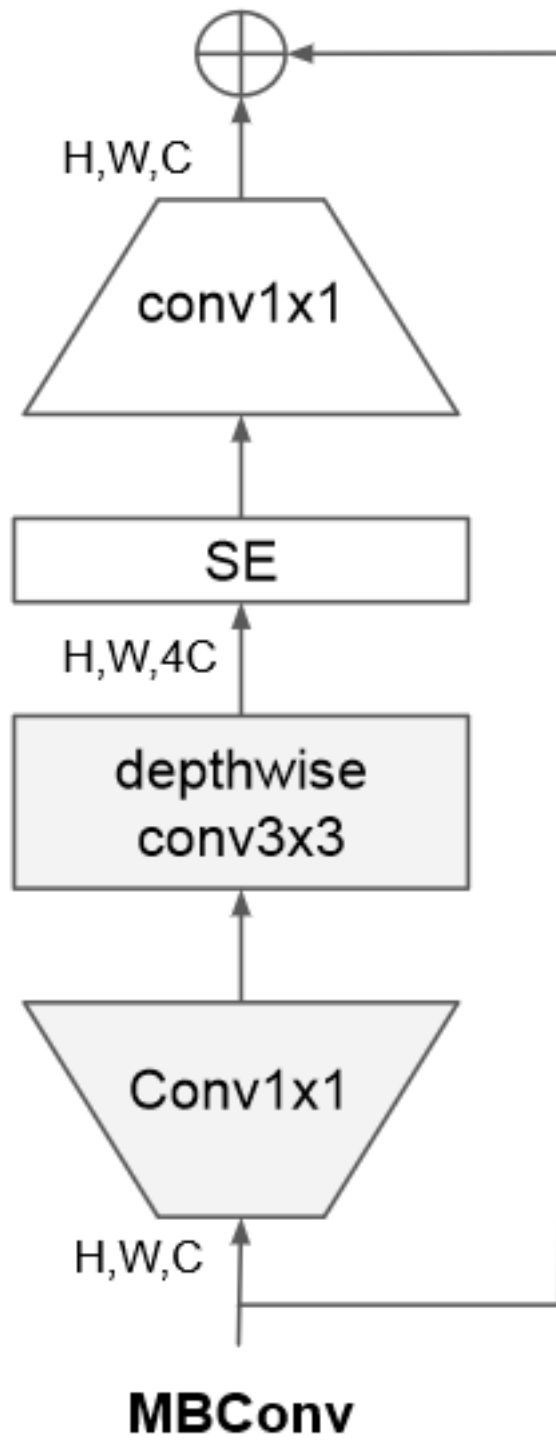 H,W,C
conv1x1
SE
H,W,4C
depthwise
conv3x3
Conv1x1
H,W,C
MBConv